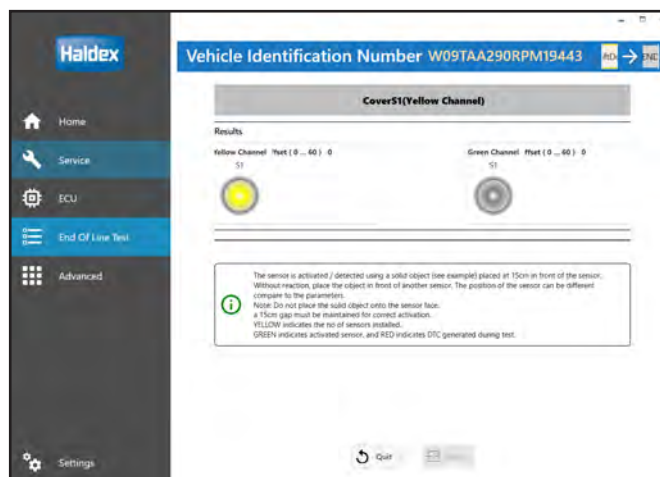 Haldex
Vehicle Identification Number W09TAA290RPM19443
END
CoverS1(Yellow Channel)
Home
Results
Yellow Channel ffset ( 0 ... 60 ) 0 Green Channel ffset ( 0 ... 60 ) 0
S1 S1
Service
ECU
End Of Line Test
Advanced
The sensor is activated / detected using a solid object (see example) placed at 15cm in front of the sensor.
Without reaction, place the object in front of another sensor. The position of the sensor can be different
compare to the parameters.
Note: Do not place the solid object onto the sensor face.
a 15cm gap must be maintained for correct activation.
YELLOW indicates the no of sensors installed.
GREEN indicates activated sensor, and RED indicates DTC generated during test.
Settings
Quit